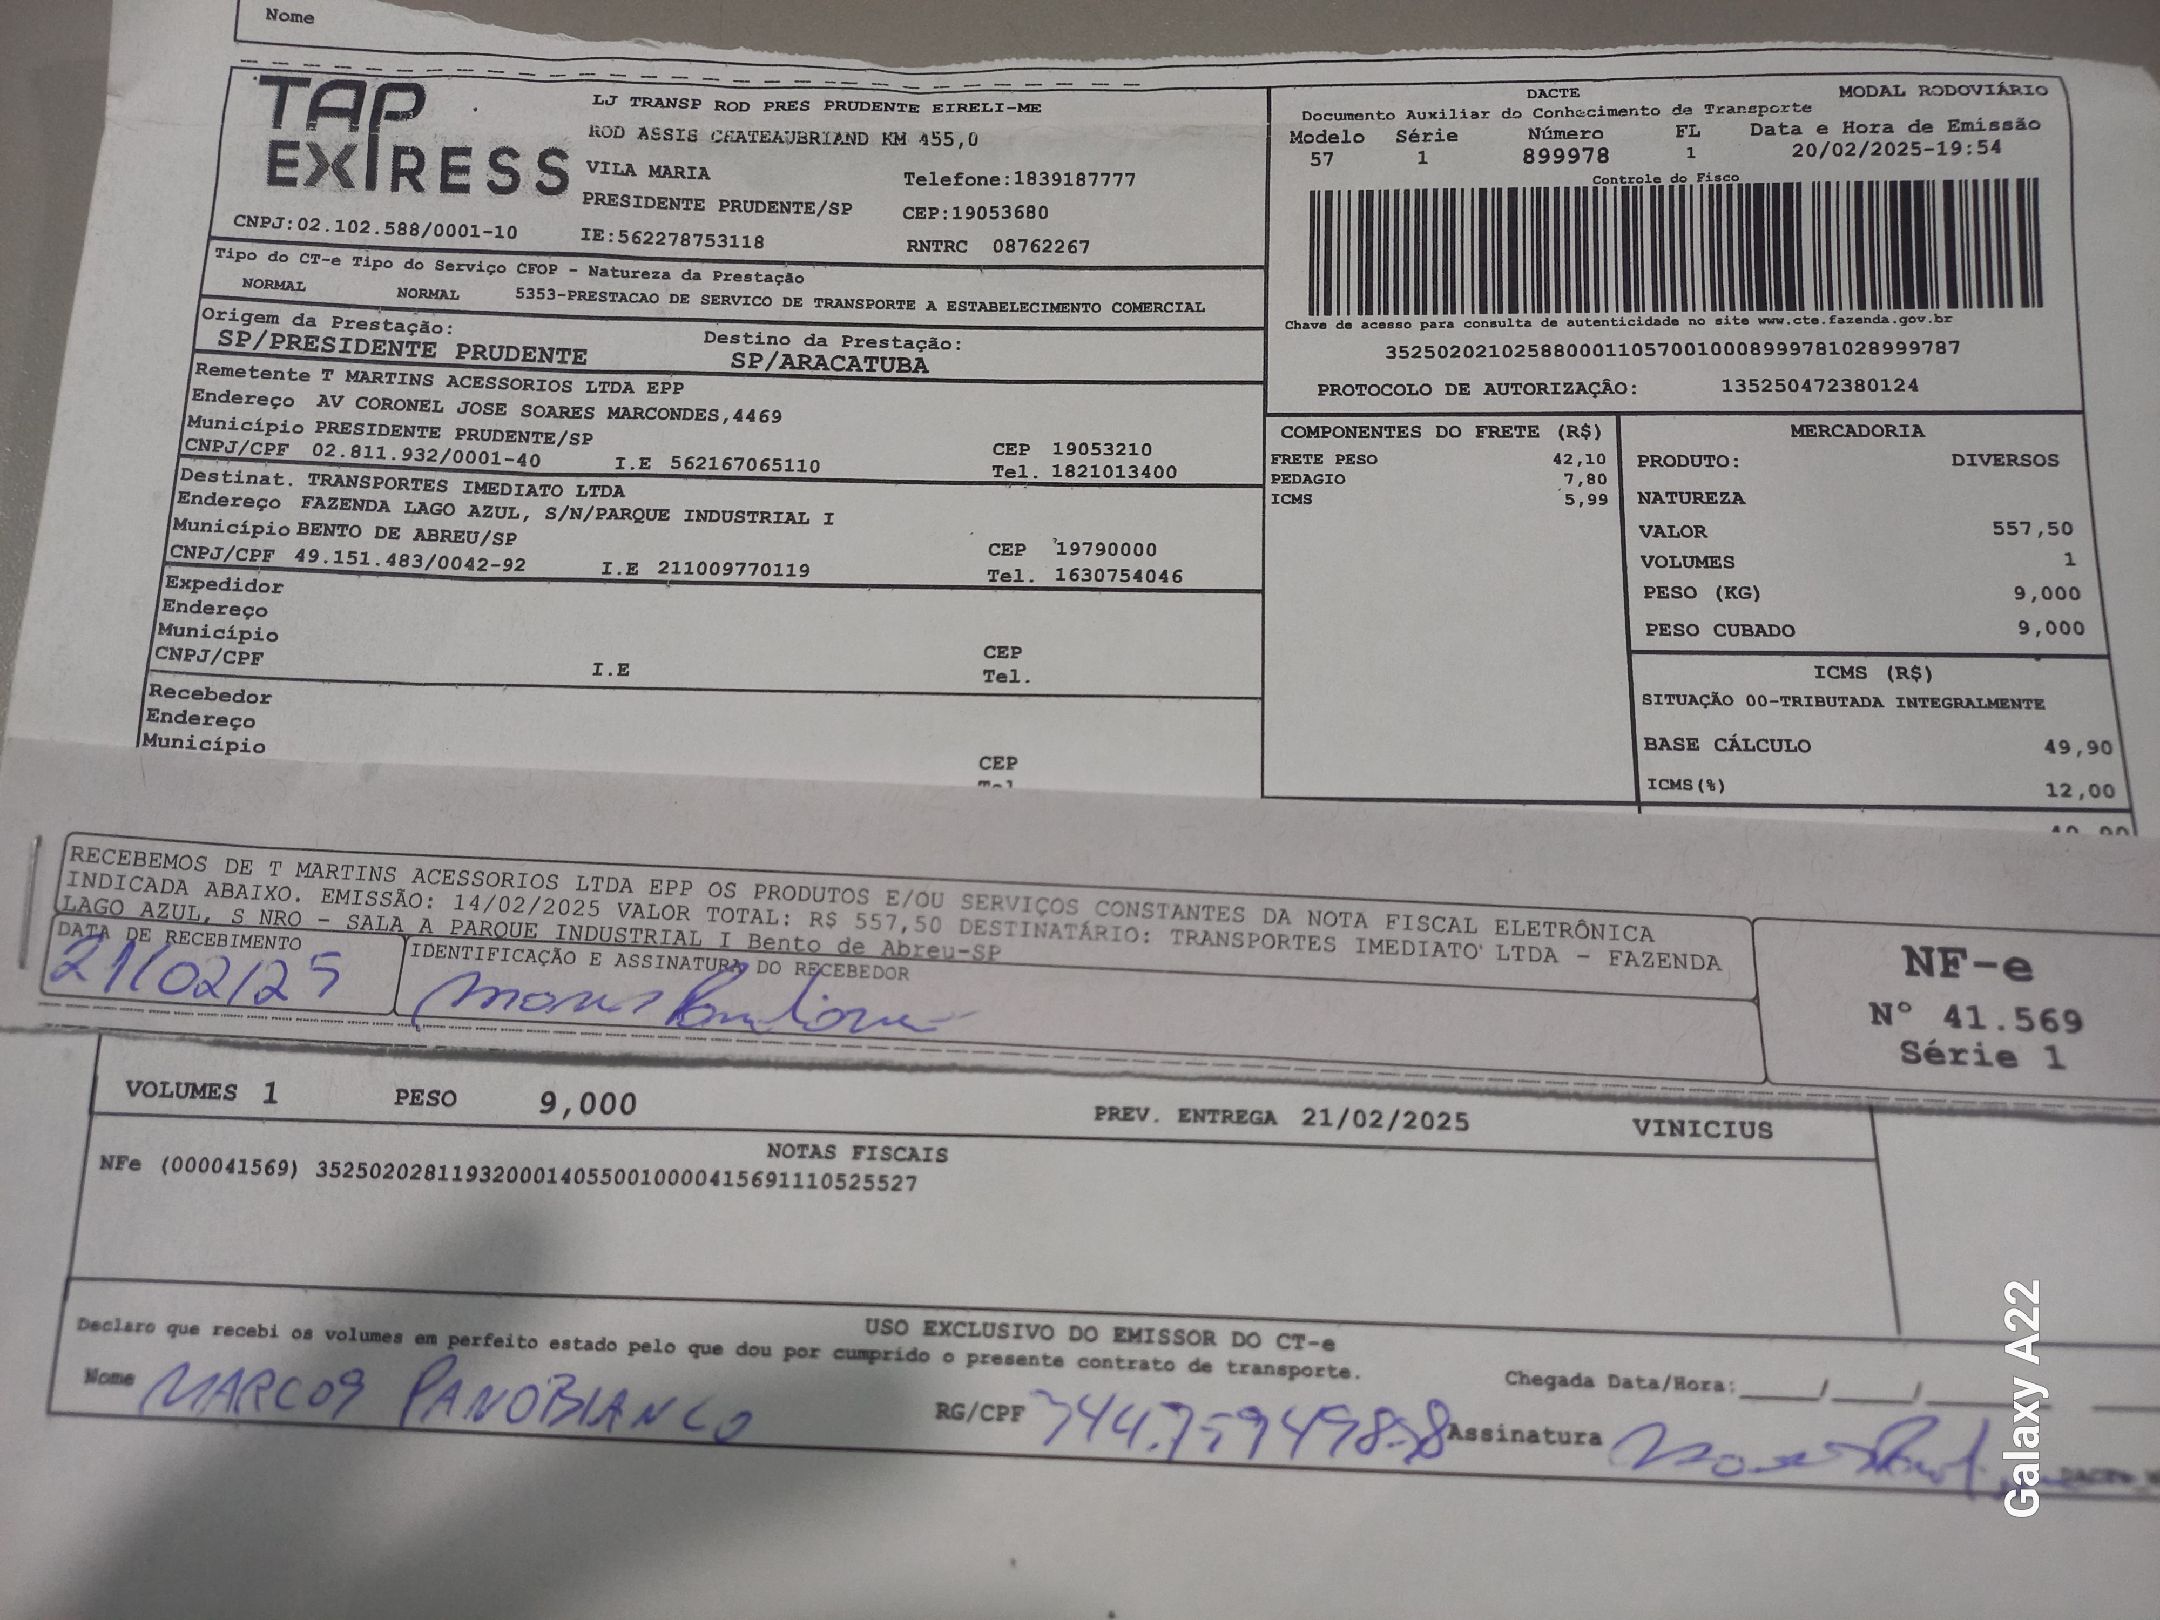 Nome
TAP EXPRESS
LJ TRANSP ROD PRES PRUDENTE EIRELI-ME
ROD ASSIS CHATEAUBRIAND KM 455,0
VILA MARIA
Telefone:1839187777
PRESIDENTE PRUDENTE/SP CEP:19053680
CNPJ:02.102.588/0001-10 IE:562278753118 RNTRC 08762267
DACTE MODAL RODOVIÁRIO
Documento Auxiliar do Conhecimento de Transporte
Modelo Série Número FL Data e Hora de Emissão
57 1 899978 1 20/02/2025-19:54
Controle do Fisco
Chave de acesso para consulta de autenticidade no site www.cte.fazenda.gov.br
35250202102588000110570010008999781028999787
PROTOCOLO DE AUTORIZAÇÃO: 135250472380124
Tipo do CT-e Tipo do Serviço CFOP - Natureza da Prestação
NORMAL NORMAL 5353-PRESTACAO DE SERVICO DE TRANSPORTE A ESTABELECIMENTO COMERCIAL
Origem da Prestação: Destino da Prestação:
SP/PRESIDENTE PRUDENTE SP/ARACATUBA
Remetente T MARTINS ACESSORIOS LTDA EPP
Endereço AV CORONEL JOSE SOARES MARCONDES,4469
Município PRESIDENTE PRUDENTE/SP CEP 19053210
CNPJ/CPF 02.811.932/0001-40 I.E 562167065110 Tel. 1821013400
Destinat. TRANSPORTES IMEDIATO LTDA
Endereço FAZENDA LAGO AZUL, S/N/PARQUE INDUSTRIAL I
Município BENTO DE ABREU/SP CEP 19790000
CNPJ/CPF 49.151.483/0042-92 I.E 211009770119 Tel. 1630754046
Expedidor
Endereço
Município CEP
CNPJ/CPF I.E Tel.
Recebedor
Endereço
Município CEP
COMPONENTES DO FRETE (R$)
FRETE PESO 42,10
PEDAGIO 7,80
ICMS 5,99
MERCADORIA
PRODUTO: DIVERSOS
NATUREZA
VALOR 557,50
VOLUMES 1
PESO (KG) 9,000
PESO CUBADO 9,000
ICMS (R$)
SITUAÇÃO 00-TRIBUTADA INTEGRALMENTE
BASE CÁLCULO 49,90
ICMS(%) 12,00
RECEBEMOS DE T MARTINS ACESSORIOS LTDA EPP OS PRODUTOS E/OU SERVIÇOS CONSTANTES DA NOTA FISCAL ELETRÔNICA
INDICADA ABAIXO. EMISSÃO: 14/02/2025 VALOR TOTAL: R$ 557,50 DESTINATÁRIO: TRANSPORTES IMEDIATO LTDA - FAZENDA
LAGO AZUL, S NRO - SALA A PARQUE INDUSTRIAL I Bento de Abreu-SP
DATA DE RECEBIMENTO IDENTIFICAÇÃO E ASSINATURA DO RECEBEDOR
21/02/25
NF-e
Nº 41.569
Série 1
VOLUMES 1 PESO 9,000 PREV. ENTREGA 21/02/2025 VINICIUS
NOTAS FISCAIS
NFe (000041569) 35250202811932000140550010000415691110525527
USO EXCLUSIVO DO EMISSOR DO CT-e
Declaro que recebi os volumes em perfeito estado pelo que dou por cumprido o presente contrato de transporte.
Chegada Data/Hora:
Nome MARCOS PANOBIANCO RG/CPF Assinatura
Galaxy A22